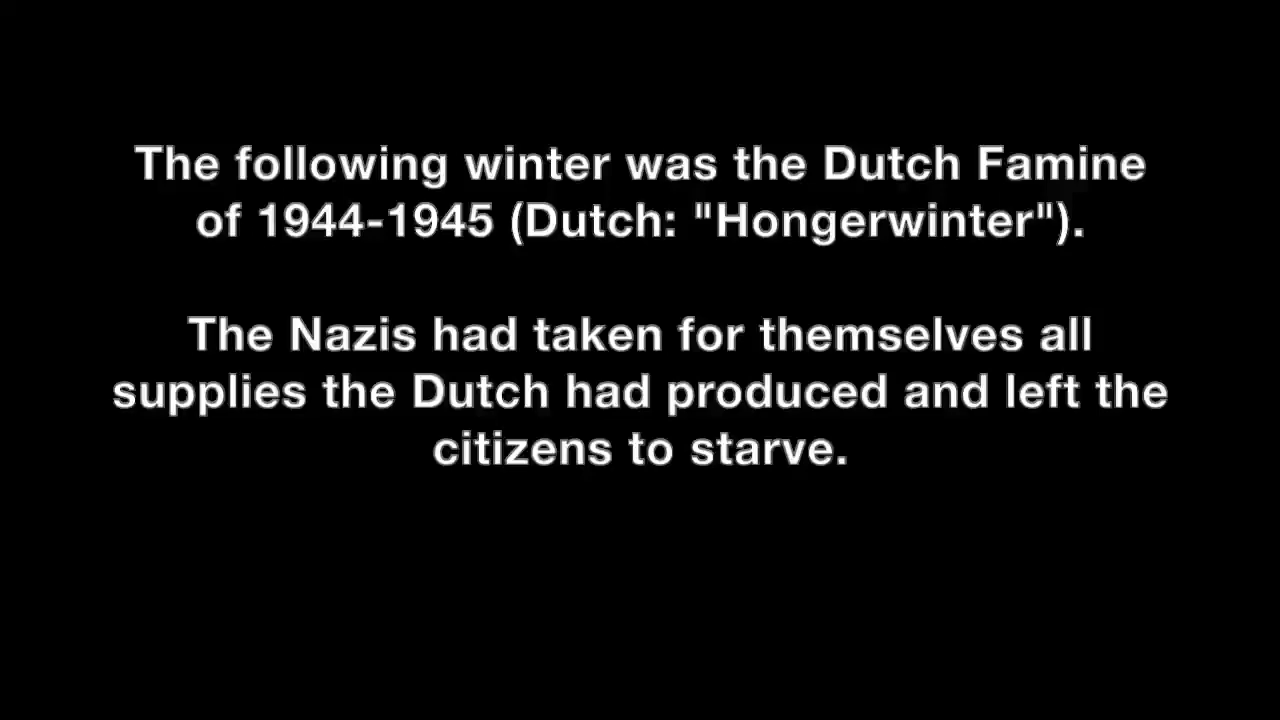 The following winter was the Dutch Famine
of 1944-1945 (Dutch: "Hongerwinter").
The Nazis had taken for themselves all
supplies the Dutch had produced and left the
citizens to starve.